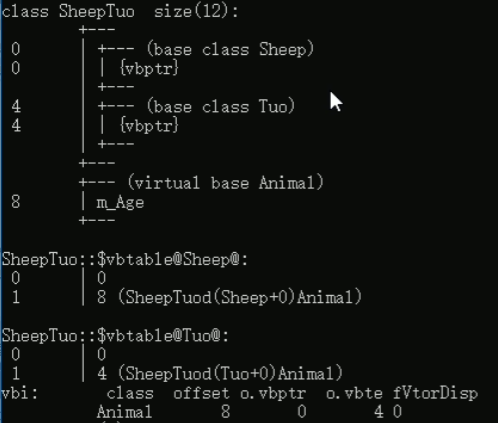 class SheepTuo  size(12):
        +---
 0      | +--- (base class Sheep)
 0      | | {vbptr}
        | +---
 4      | +--- (base class Tuo)
 4      | | {vbptr}
        | +---
        +---
        +--- (virtual base Animal)
 8      | m_Age
        +---
SheepTuo::$vbtable@Sheep@:
 0      | 0
 1      | 8 (SheepTuod(Sheep+0)Animal)
SheepTuo::$vbtable@Tuo@:
 0      | 0
 1      | 4 (SheepTuod(Tuo+0)Animal)
vbi:       class  offset o.vbptr  o.vbte fVtorDisp
          Animal       8       0       4 0